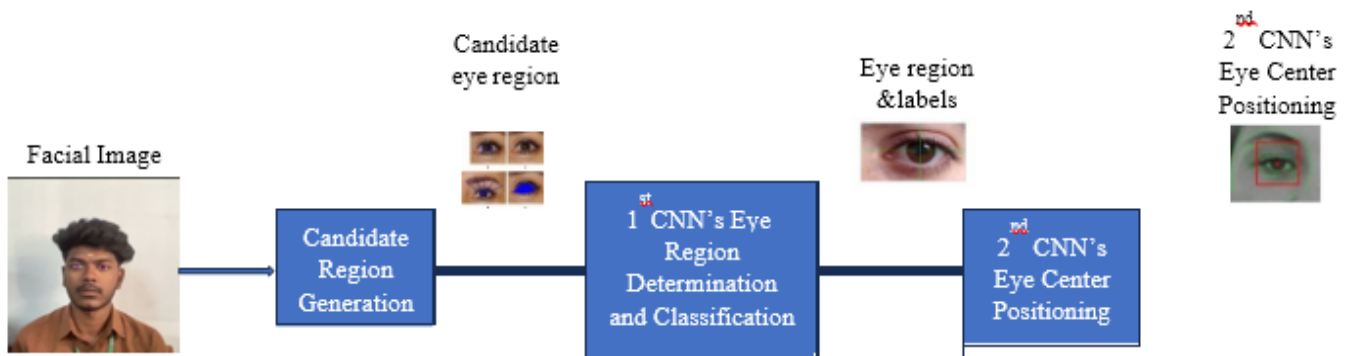 Facial Image
Candidate
Region
Generation
Candidate
eye region
1st CNN’s Eye
Region
Determination
and Classification
Eye region
&labels
2nd CNN’s
Eye Center
Positioning
2nd CNN’s
Eye Center
Positioning